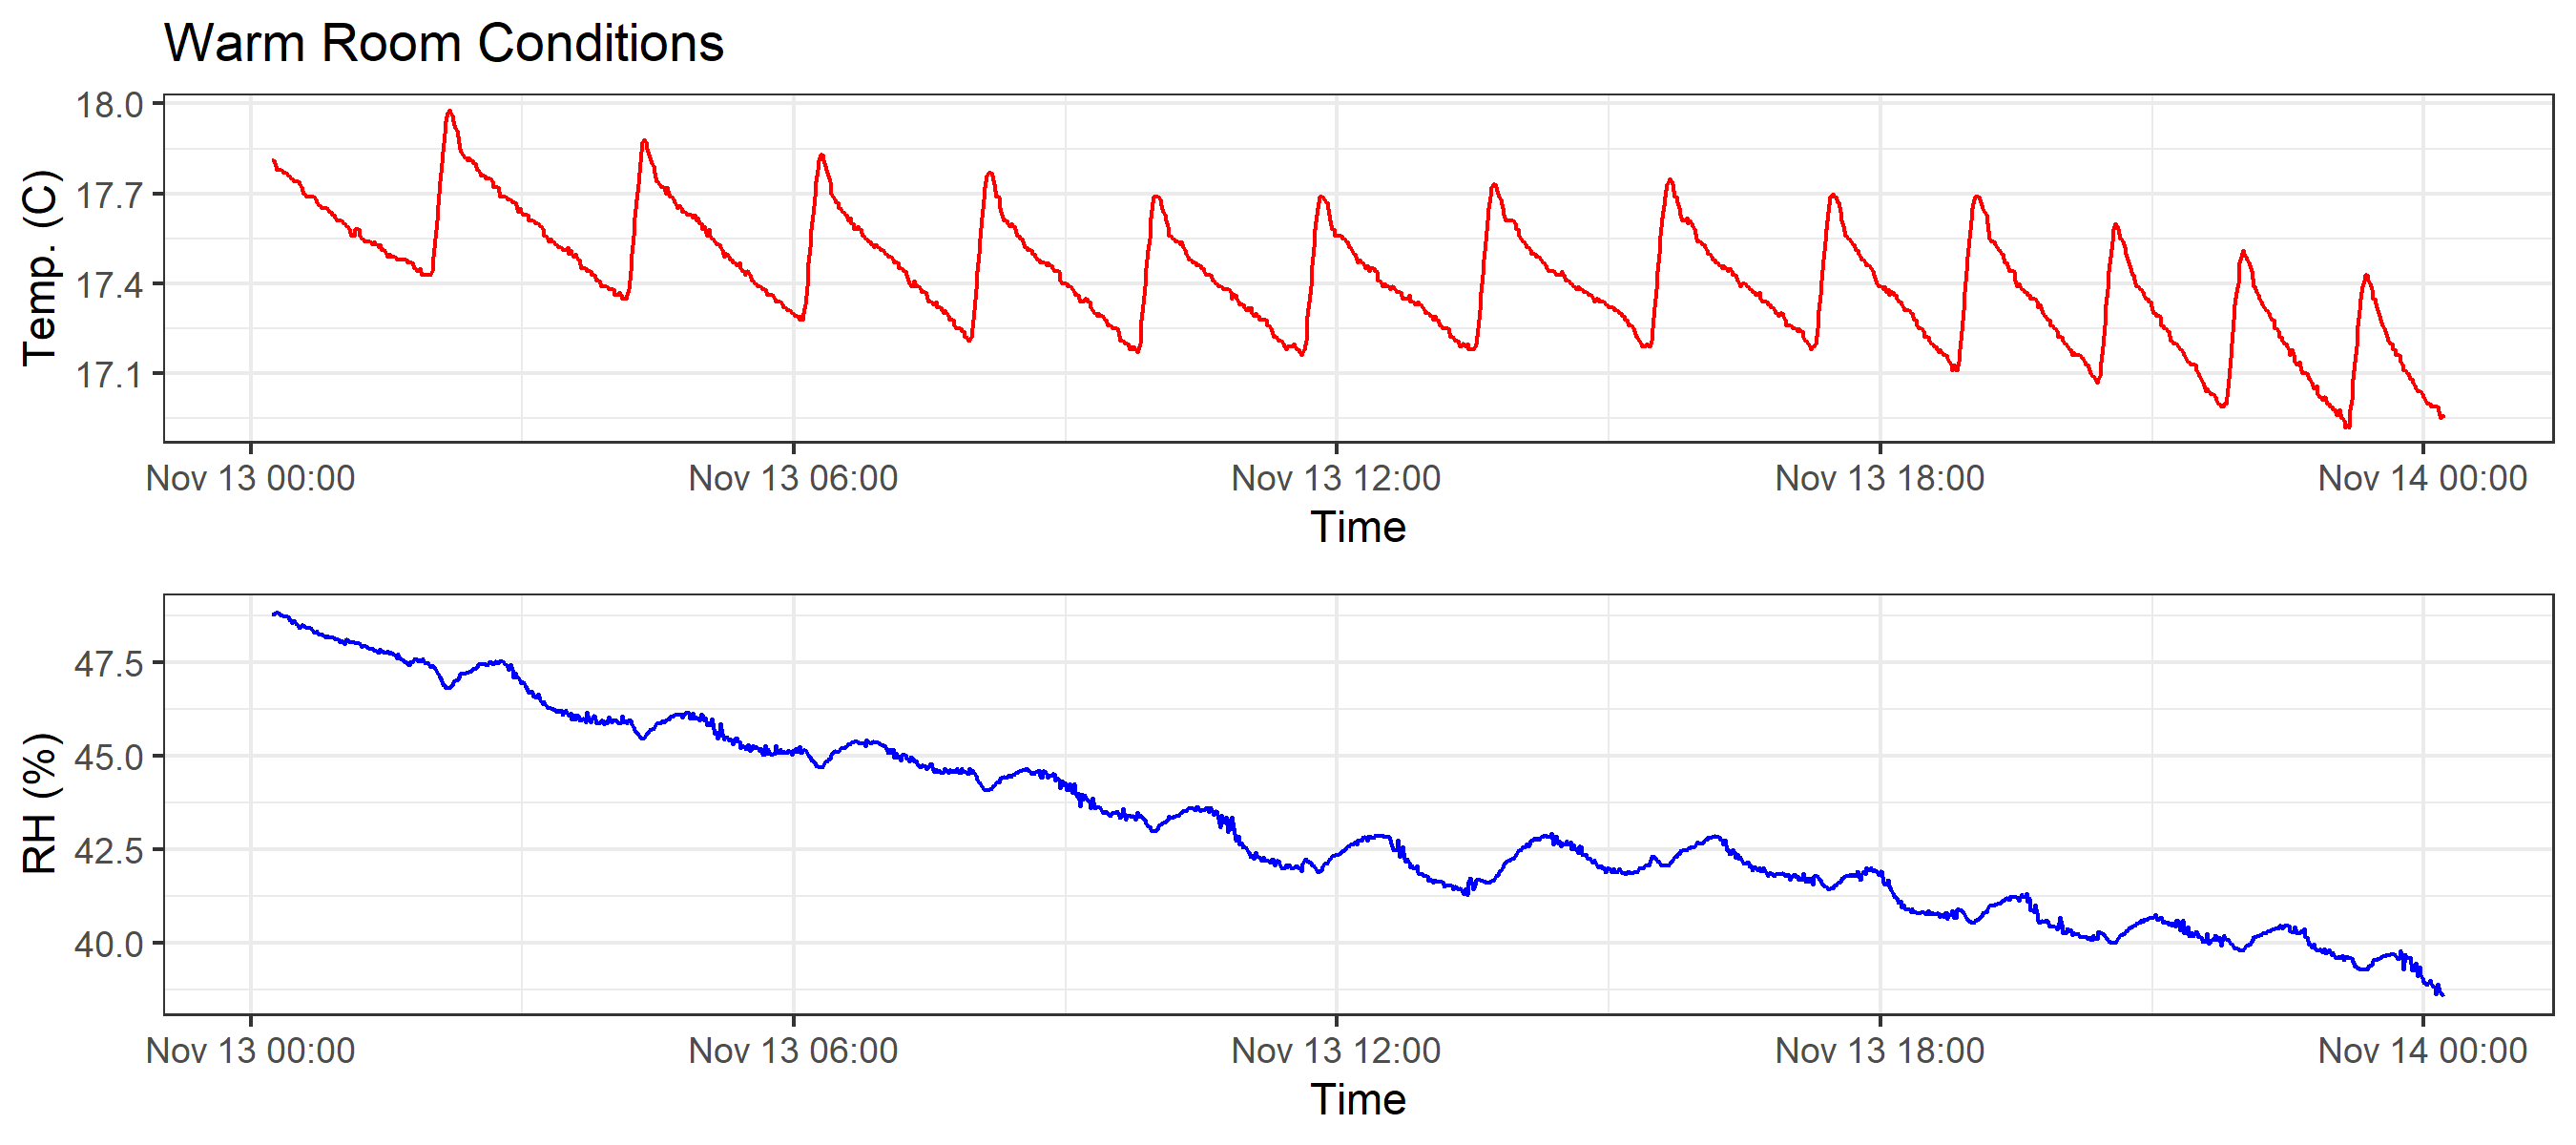 Warm Room Conditions
Temp. (C)
18.0
17.7
17.4
17.1
Nov 13 00:00 Nov 13 06:00 Nov 13 12:00 Nov 13 18:00 Nov 14 00:00
Time
RH (%)
47.5
45.0
42.5
40.0
Nov 13 00:00 Nov 13 06:00 Nov 13 12:00 Nov 13 18:00 Nov 14 00:00
Time